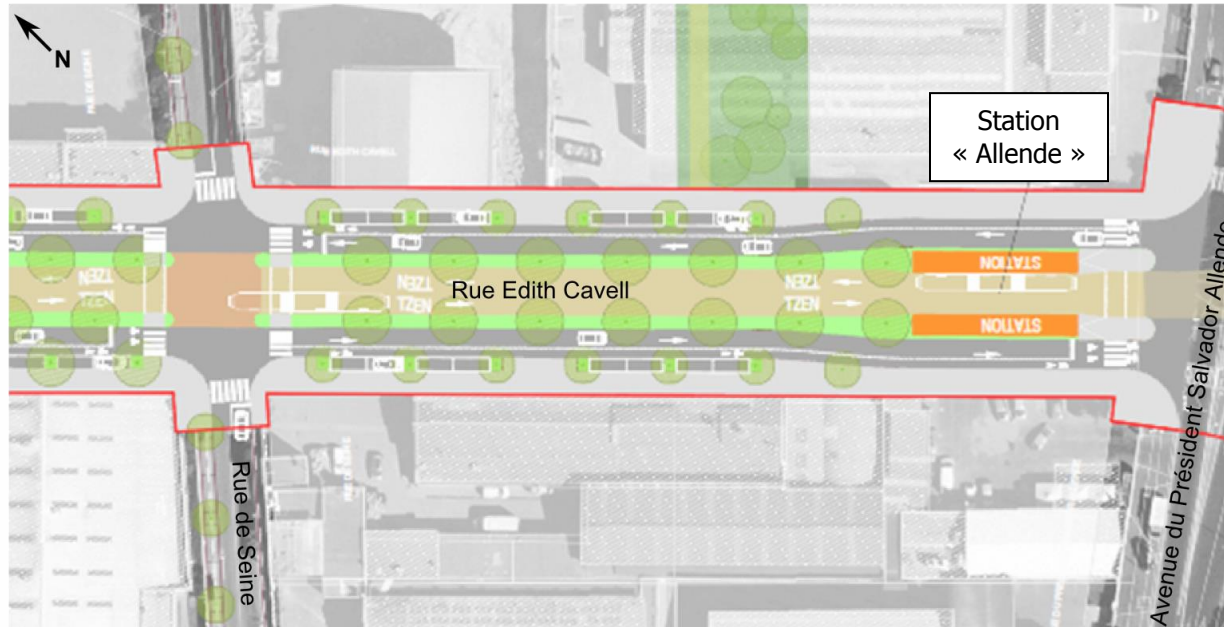 N
Station
« Allende »
STATION
TZEN
TZEN
TZEN
Rue Edith Cavell
TZEN
TZEN
TZEN
STATION
Rue de Seine
Avenue du Président Salvador Allende